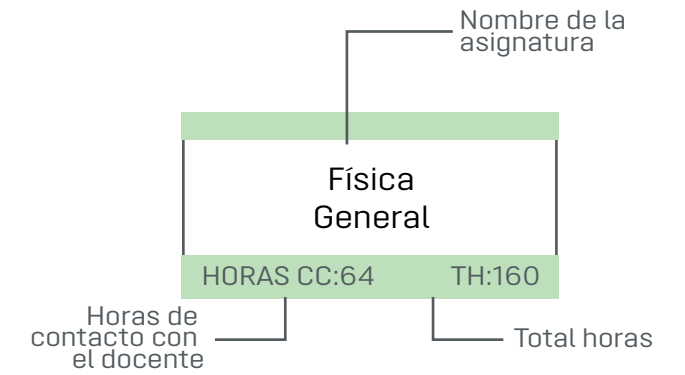 Nombre de la
asignatura
Física
General
HORAS CC:64 TH:160
Horas de
contacto con
el docente
Total horas